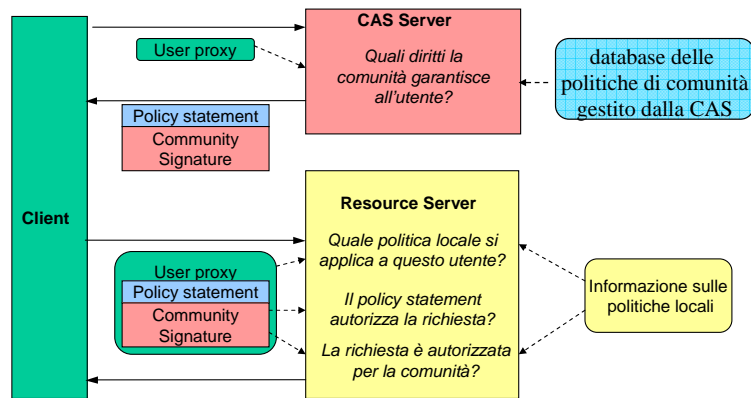 CAS Server
User proxy
Quali diritti la
comunità garantisce
all'utente?
database delle
politiche di comunità
gestito dalla CAS
Policy statement
Community
Signature
Client
Resource Server
Quale politica locale si
applica a questo utente?
User proxy
Policy statement
Community
Signature
Il policy statement
autorizza la richiesta?
La richiesta è autorizzata
per la comunità?
Informazione sulle
politiche locali